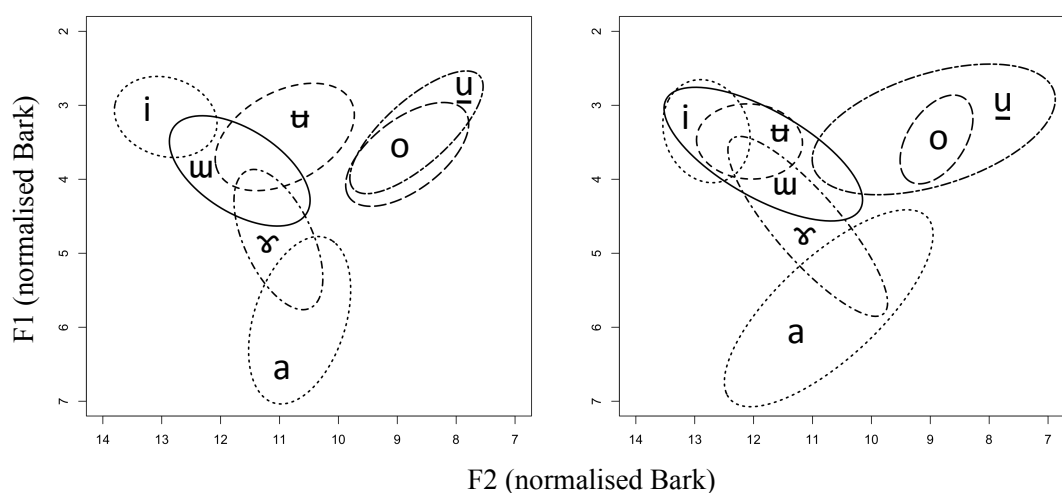 F1 (normalised Bark)
2
3
4
5
6
7
i
ʉ
ɯ
ɤ
a
u̲
o
14 13 12 11 10 9 8 7
2
3
4
5
6
7
i
ʉ
ɯ
ɤ
a
u̲
o
14 13 12 11 10 9 8 7
F2 (normalised Bark)